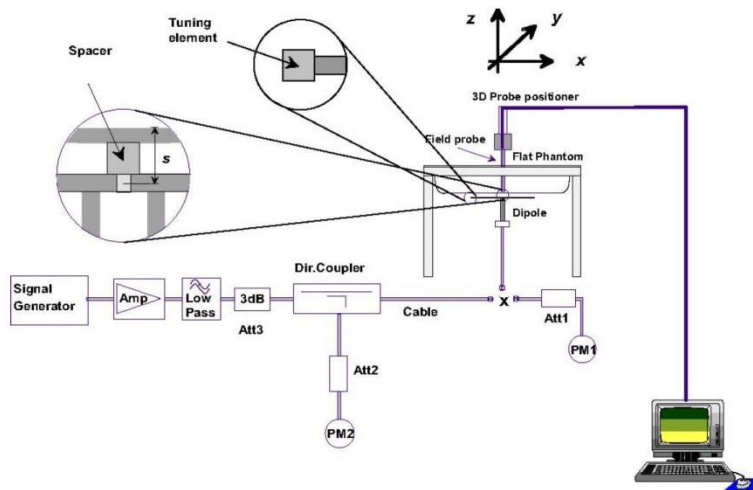 Tuning
element
Spacer
s
z
y
x
3D Probe positioner
Field probe
Flat Phantom
Dipole
Signal
Generator
Amp
Low
Pass
3dB
Att3
Dir.Coupler
Cable
x
Att1
PM1
Att2
PM2